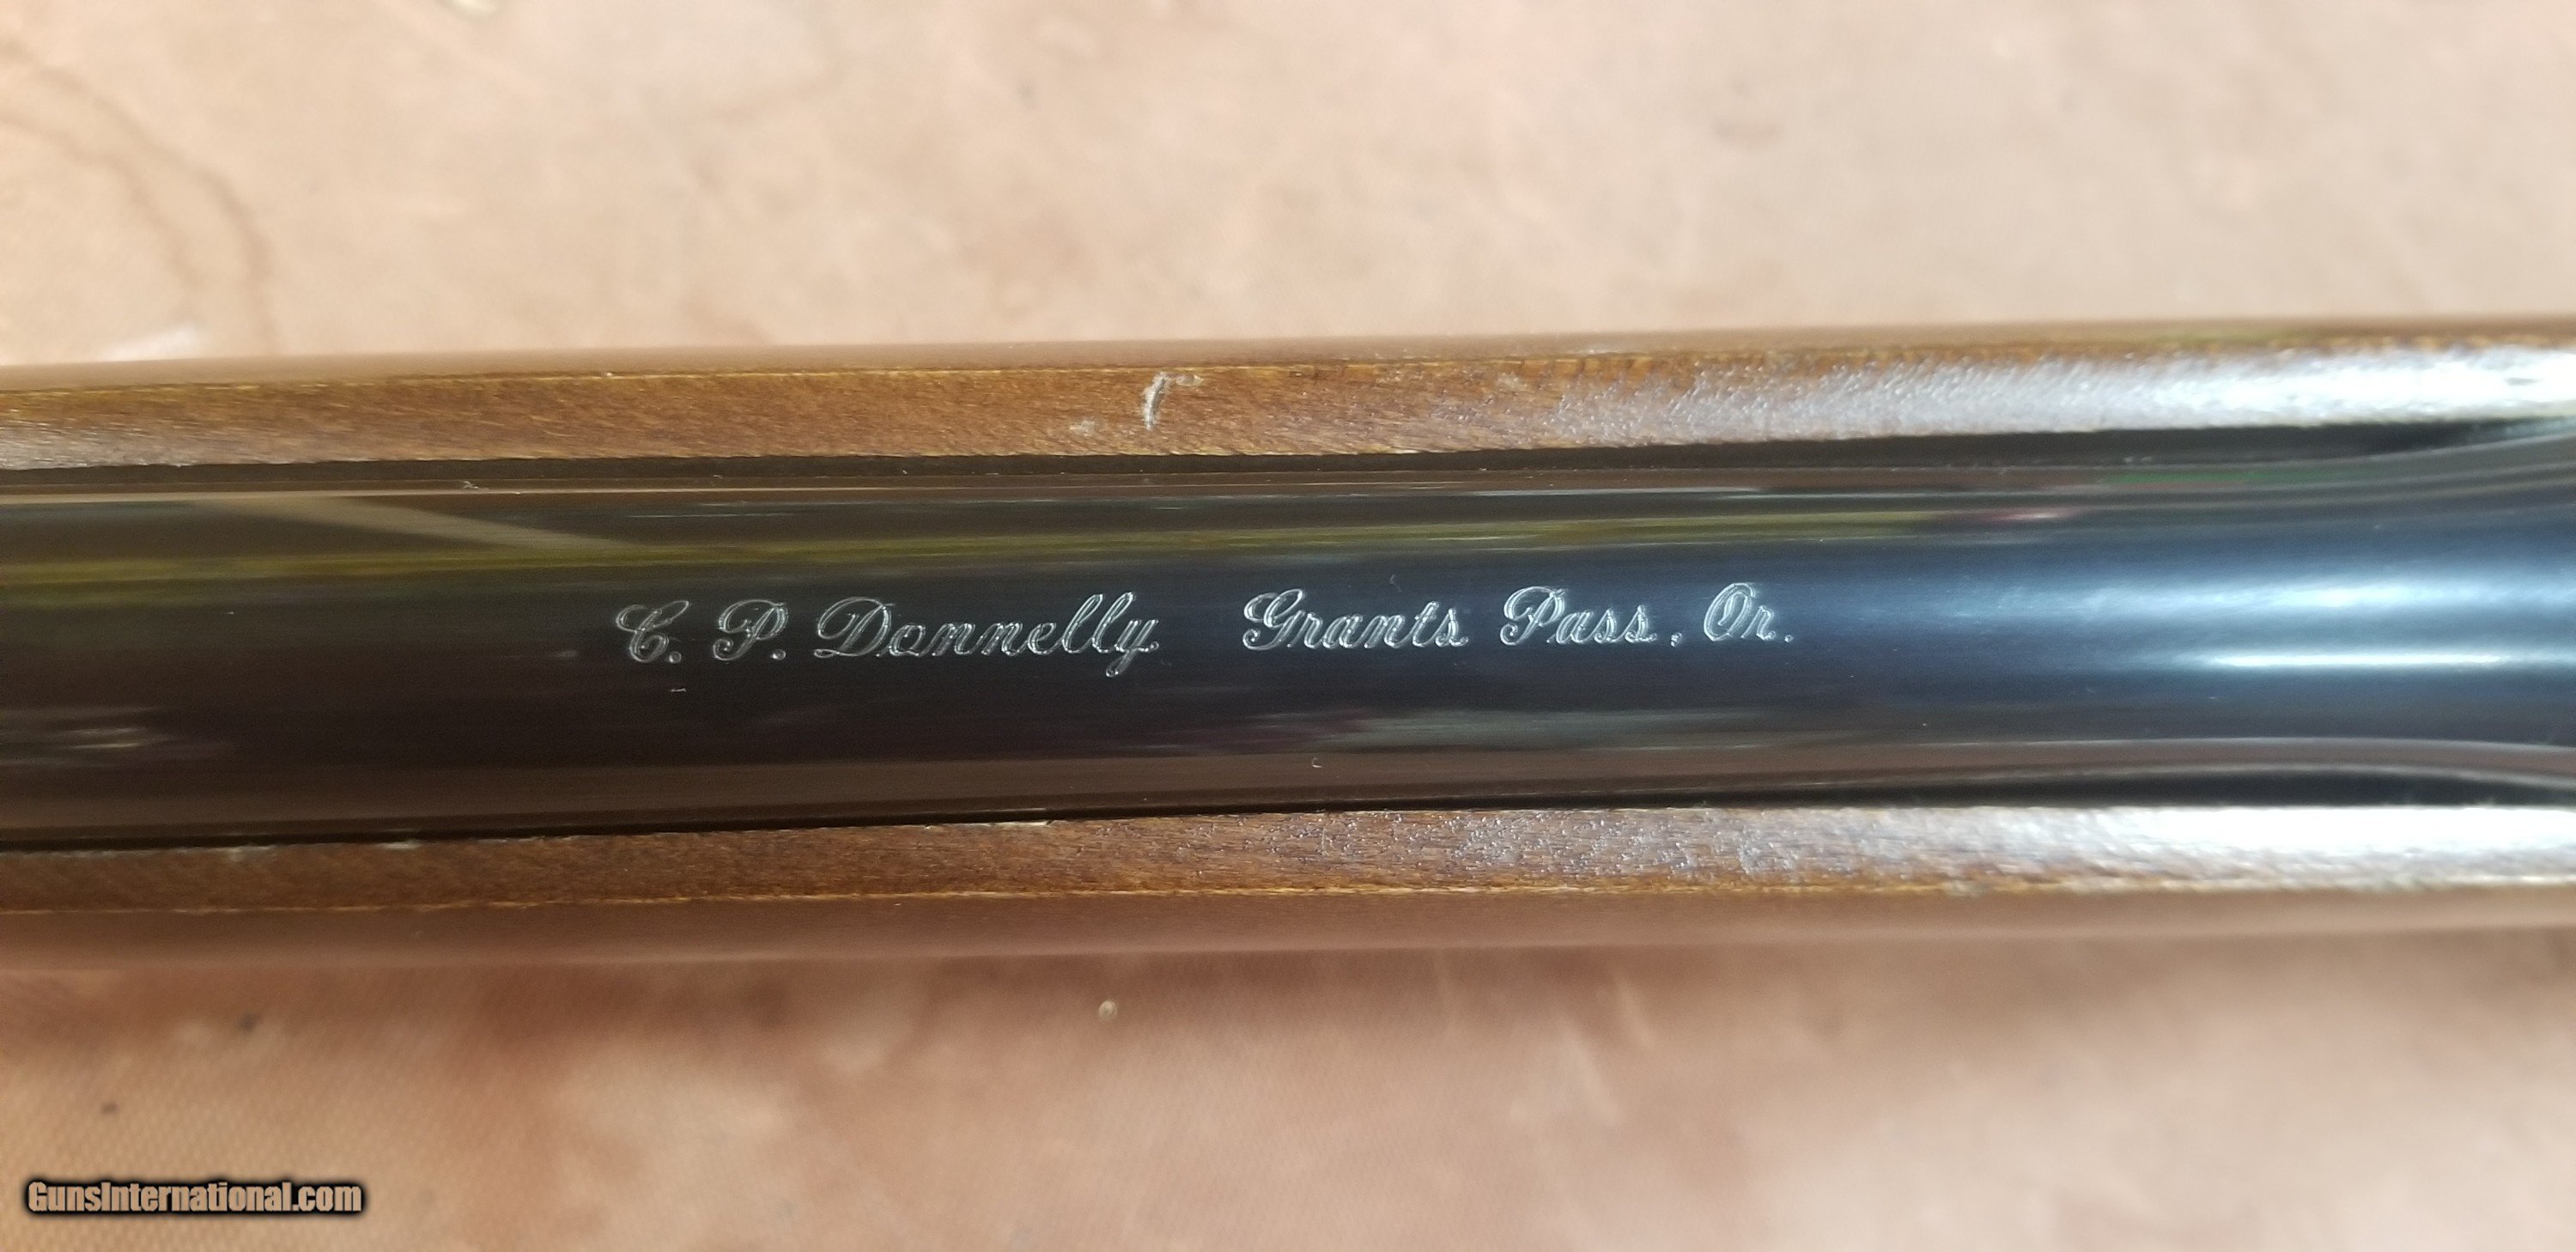 C. P. Donnelly Grants Pass, Or.
GunsInternational.com